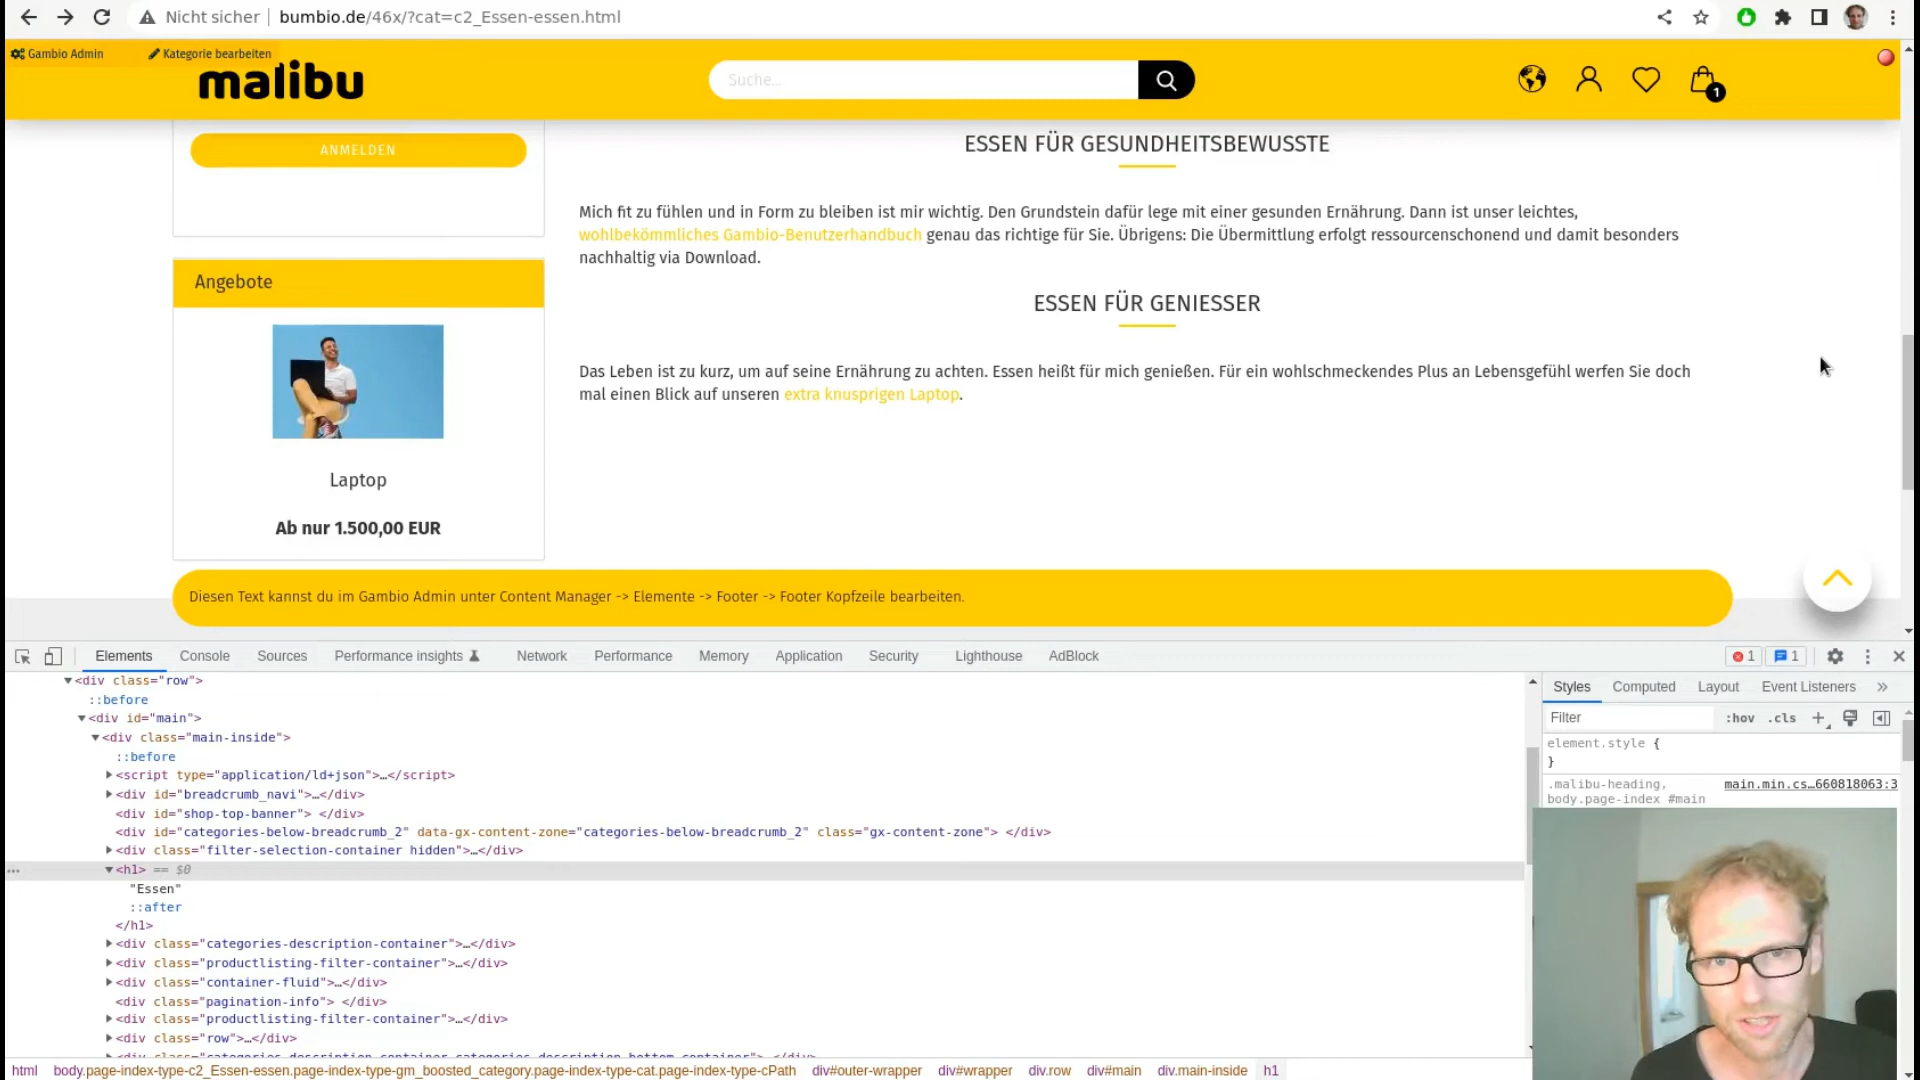 Nicht sicher bumbio.de/46x/?cat=c2_Essen-essen.html
Gambio Admin Kategorie bearbeiten
malibu
Suche...
1
ANMELDEN
ESSEN FÜR GESUNDHEITSBEWUSSTE
Mich fit zu fühlen und in Form zu bleiben ist mir wichtig. Den Grundstein dafür lege mit einer gesunden Ernährung. Dann ist unser leichtes,
wohlbekömmliches Gambio-Benutzerhandbuch genau das richtige für Sie. Übrigens: Die Übermittlung erfolgt ressourcenschonend und damit besonders
nachhaltig via Download.
Angebote
ESSEN FÜR GENIESSER
Das Leben ist zu kurz, um auf seine Ernährung zu achten. Essen heißt für mich genießen. Für ein wohlschmeckendes Plus an Lebensgefühl werfen Sie doch
mal einen Blick auf unseren extra knusprigen Laptop.
Laptop
Ab nur 1.500,00 EUR
Diesen Text kannst du im Gambio Admin unter Content Manager -> Elemente -> Footer -> Footer Kopfzeile bearbeiten.
Elements Console Sources Performance insights Network Performance Memory Application Security Lighthouse AdBlock 1 1
<div class="row">
::before
<div id="main">
<div class="main-inside">
::before
<script type="application/ld+json">…</script>
<div id="breadcrumb_navi">…</div>
<div id="shop-top-banner"> </div>
<div id="categories-below-breadcrumb_2" data-gx-content-zone="categories-below-breadcrumb_2" class="gx-content-zone"> </div>
<div class="filter-selection-container hidden">…</div>
<h1> == $0
"Essen"
::after
</h1>
<div class="categories-description-container">…</div>
<div class="productlisting-filter-container">…</div>
<div class="container-fluid">…</div>
<div class="pagination-info"> </div>
<div class="productlisting-filter-container">…</div>
<div class="row">…</div>
Styles Computed Layout Event Listeners »
Filter :hov .cls
element.style {
}
.malibu-heading, main.min.cs…660818063:3
body.page-index #main
html body.page-index-type-c2_Essen-essen.page-index-type-gm_boosted_category.page-index-type-cat.page-index-type-cPath div#outer-wrapper div#wrapper div.row div#main div.main-inside h1